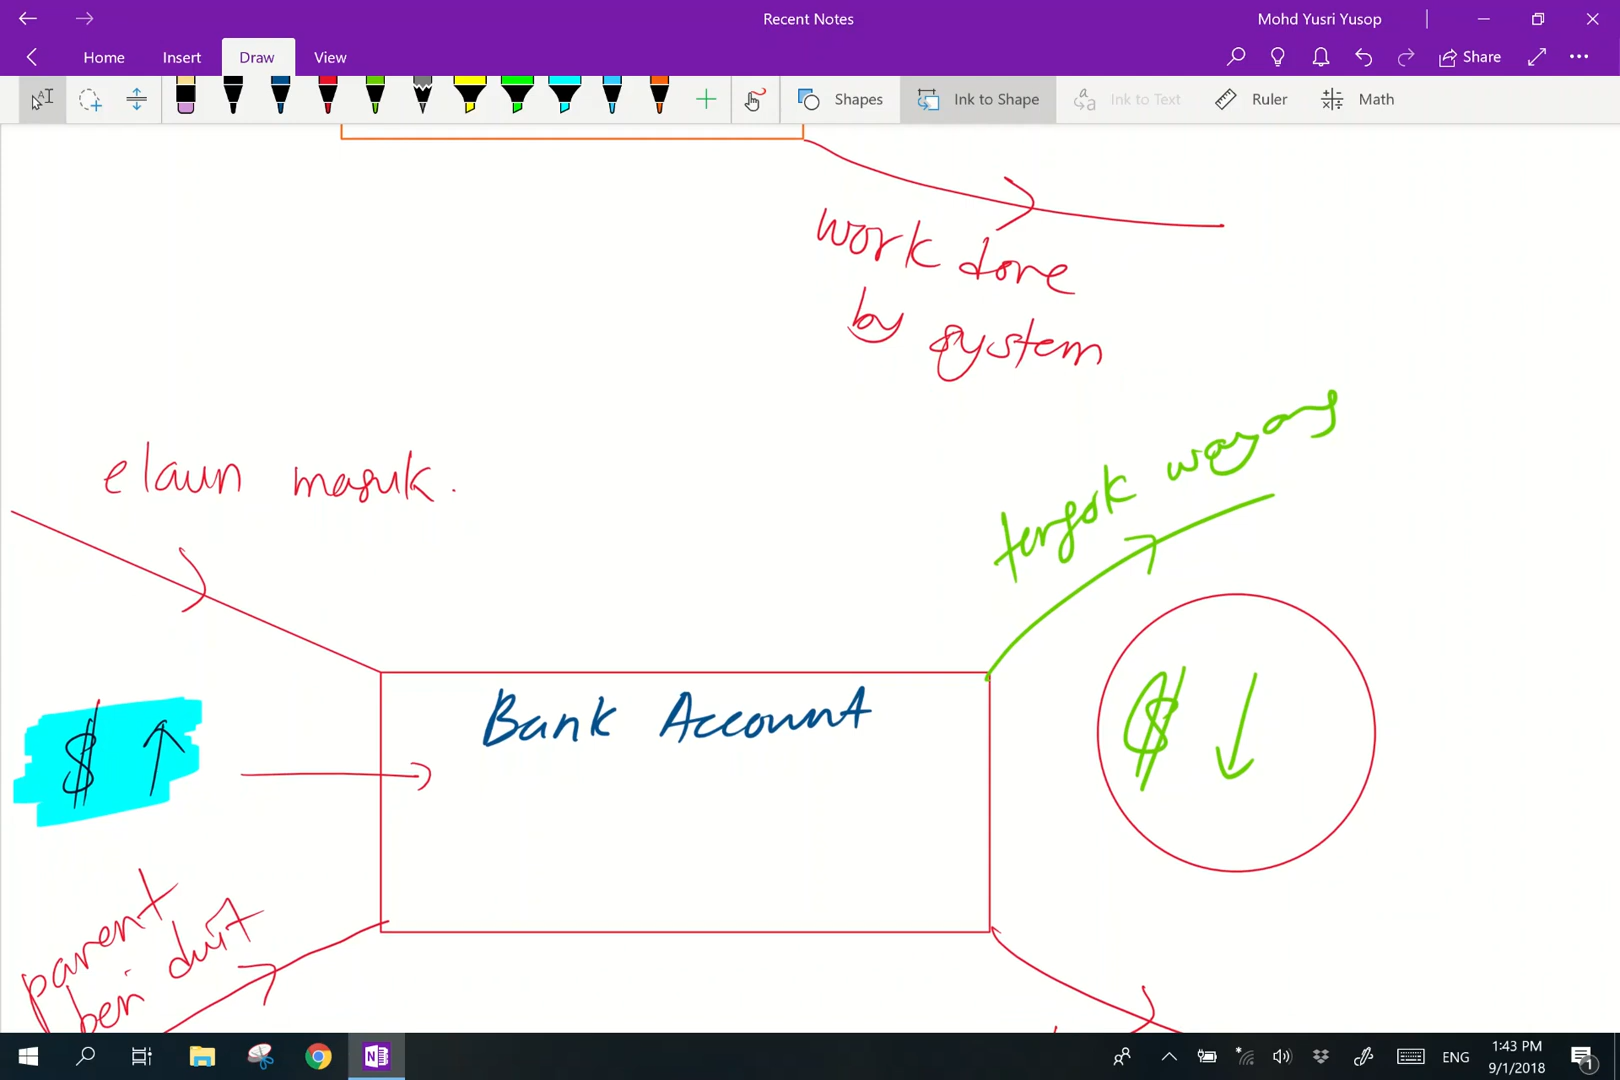 Recent Notes
Mohd Yusri Yusop
Home Insert Draw View
Share
Shapes
Ink to Shape
Ink to Text
Ruler
Math
work done
by system
elaun masuk.
tengok wayang
Bank Account
$ ↑
$ ↓
parent
beri duit
ENG
1:43 PM
9/1/2018
1